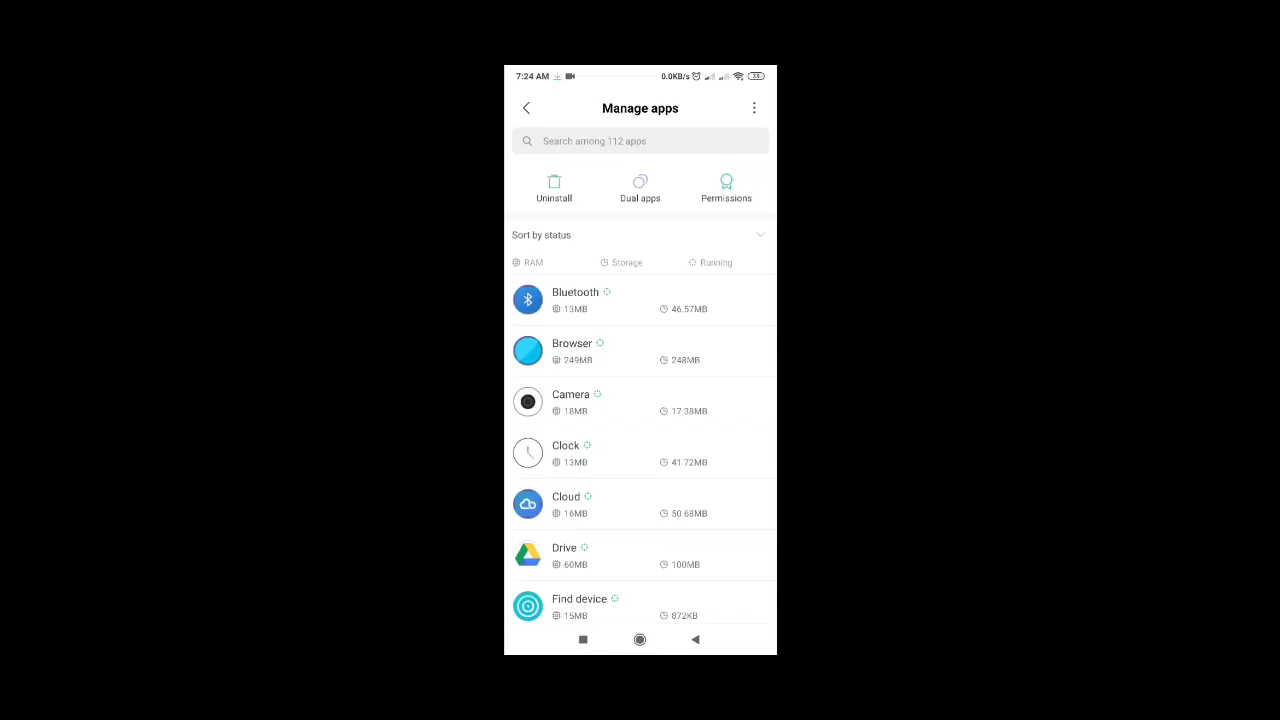 7:24 AM 0.0KB/s 35
Manage apps
Search among 112 apps
Uninstall Dual apps Permissions
Sort by status
RAM Storage Running
Bluetooth
13MB 46.57MB
Browser
249MB 248MB
Camera
18MB 17.38MB
Clock
13MB 41.72MB
Cloud
16MB 50.68MB
Drive
60MB 100MB
Find device
15MB 872KB